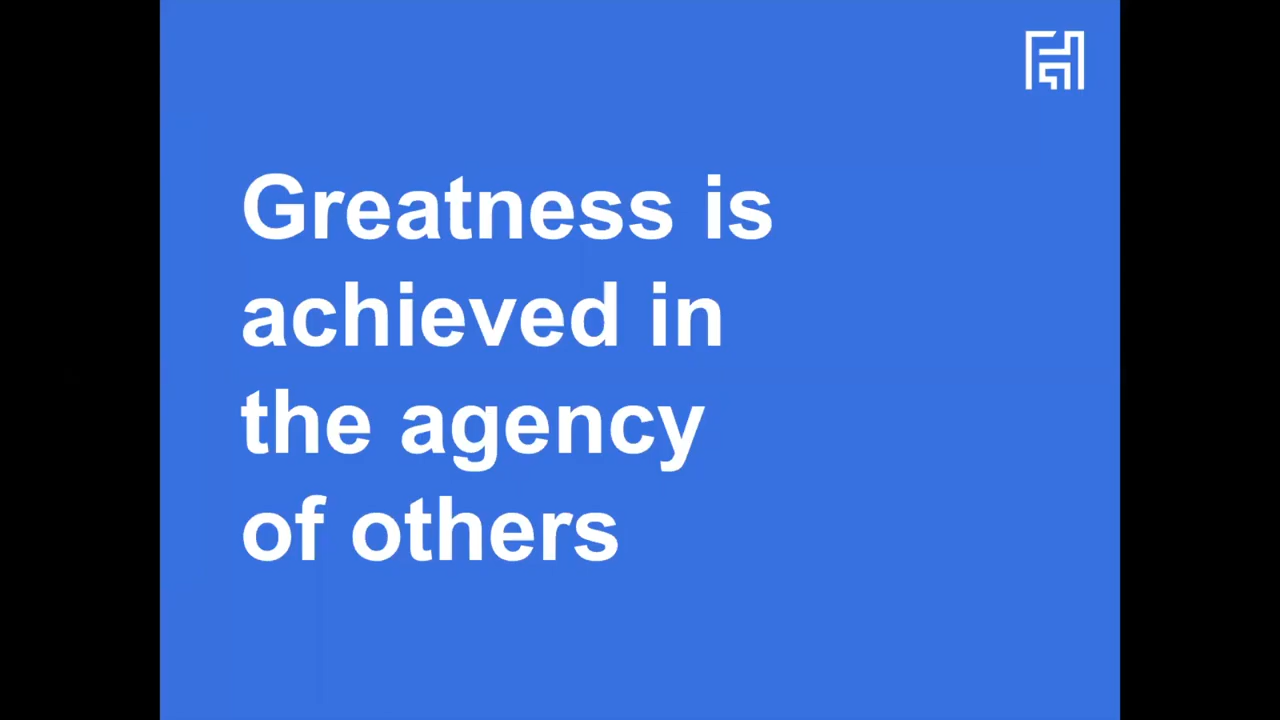 Greatness is
achieved in
the agency
of others